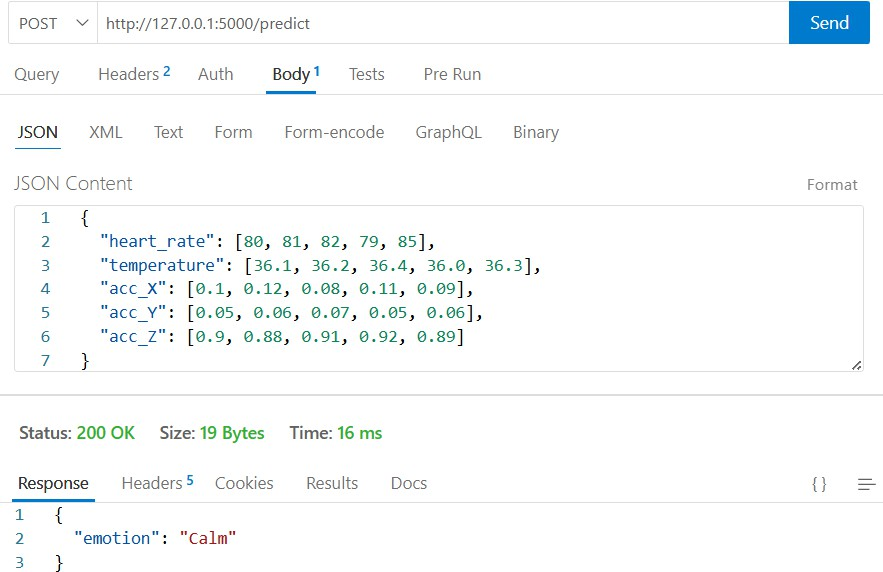 POST http://127.0.0.1:5000/predict Send
Query Headers 2 Auth Body 1 Tests Pre Run
JSON XML Text Form Form-encode GraphQL Binary
JSON Content Format
1 {
2 "heart_rate": [80, 81, 82, 79, 85],
3 "temperature": [36.1, 36.2, 36.4, 36.0, 36.3],
4 "acc_X": [0.1, 0.12, 0.08, 0.11, 0.09],
5 "acc_Y": [0.05, 0.06, 0.07, 0.05, 0.06],
6 "acc_Z": [0.9, 0.88, 0.91, 0.92, 0.89]
7 }
Status: 200 OK Size: 19 Bytes Time: 16 ms
Response Headers 5 Cookies Results Docs { }
1 {
2 "emotion": "Calm"
3 }